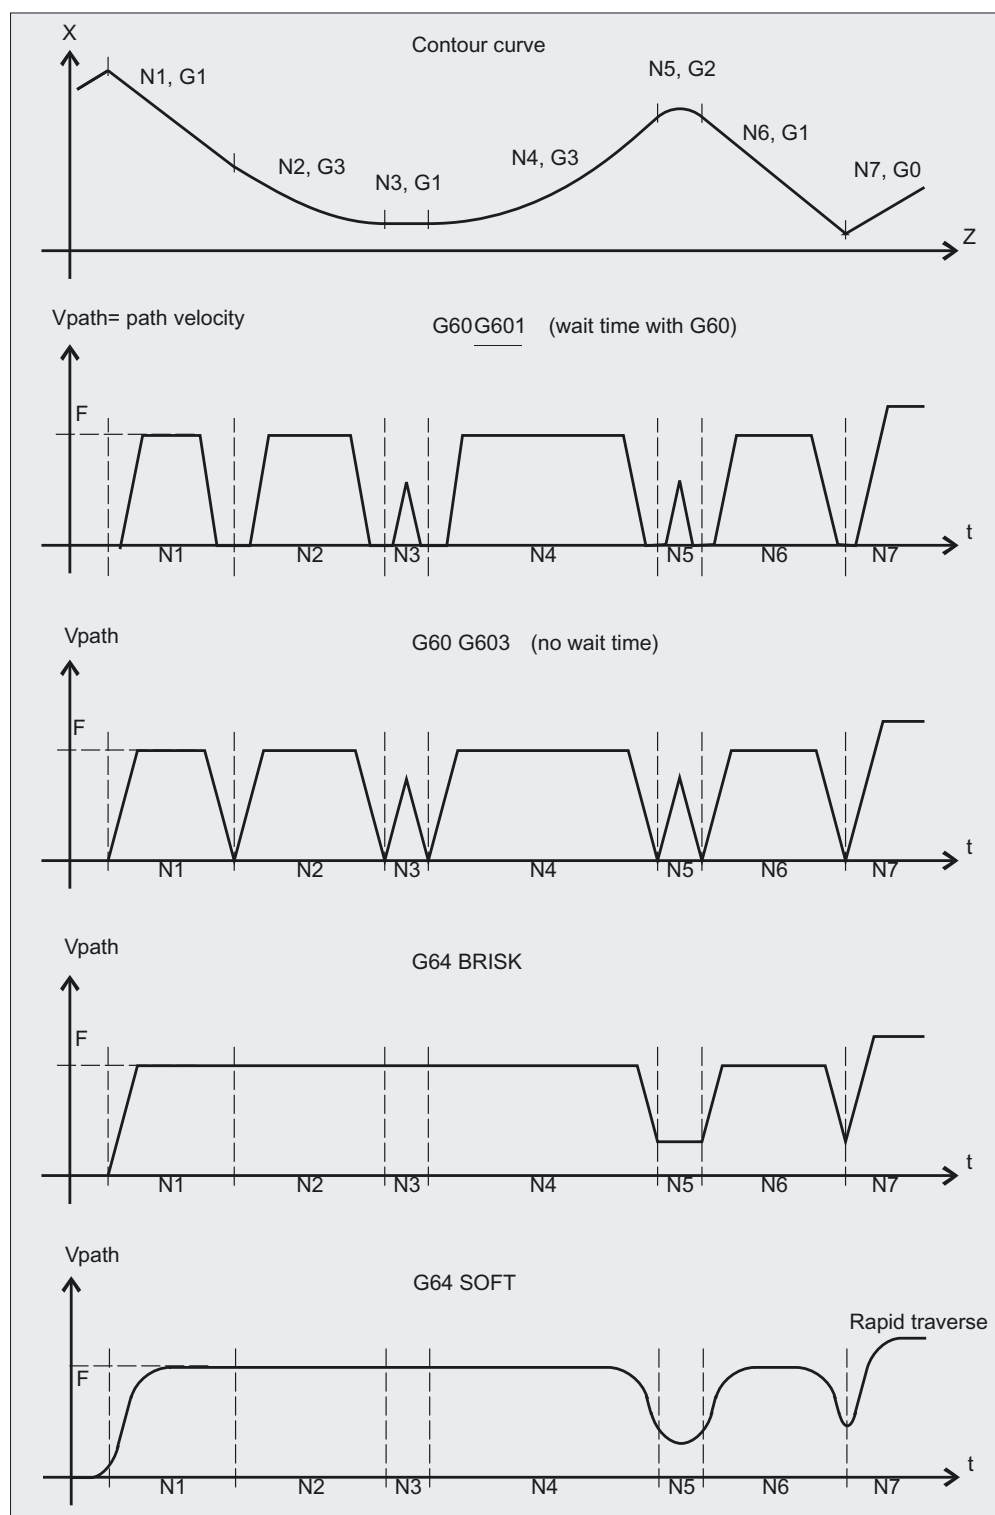 X
Contour curve
N1, G1
N2, G3
N3, G1
N4, G3
N5, G2
N6, G1
N7, G0
Z
Vpath= path velocity
G60G601 (wait time with G60)
F
t
N1 N2 N3 N4 N5 N6 N7
Vpath
G60 G603 (no wait time)
F
t
N1 N2 N3 N4 N5 N6 N7
Vpath
G64 BRISK
F
t
N1 N2 N3 N4 N5 N6 N7
Vpath
G64 SOFT
Rapid traverse
F
t
N1 N2 N3 N4 N5 N6 N7